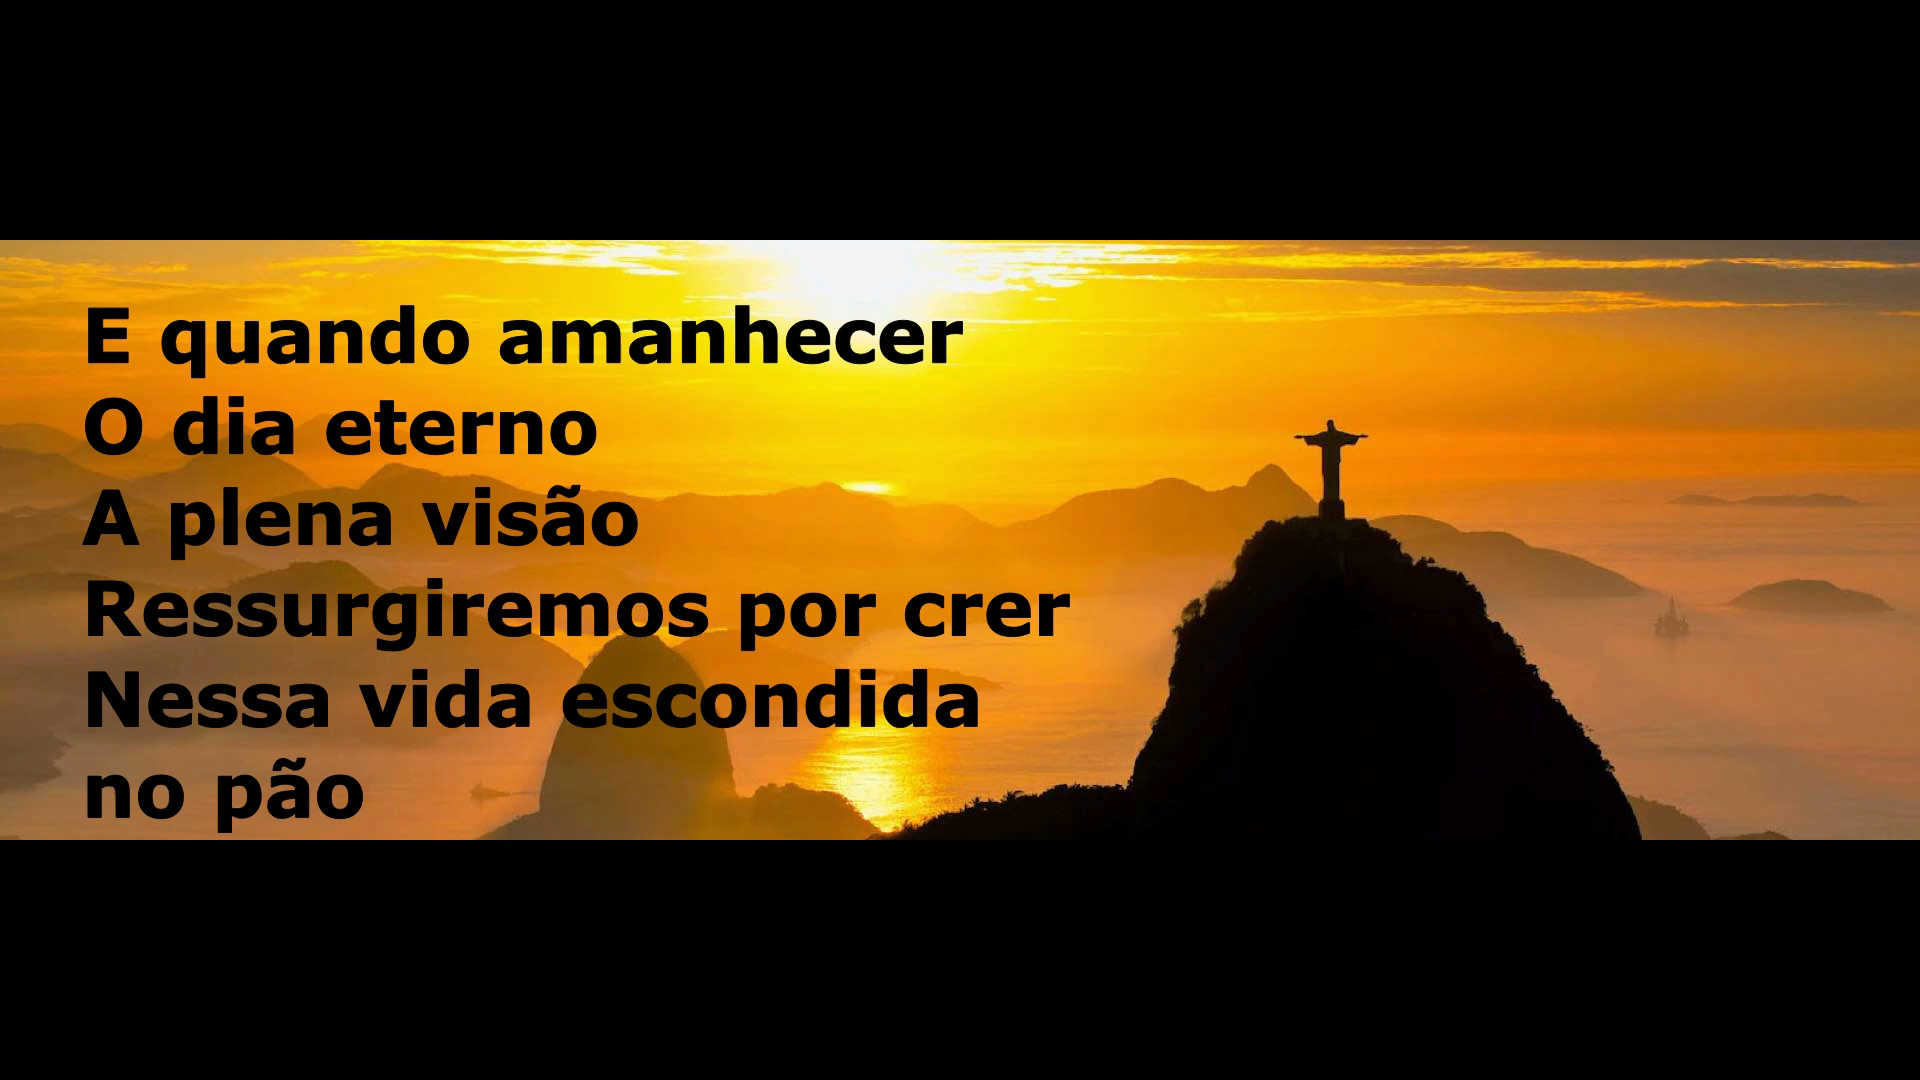 E quando amanhecer
O dia eterno
A plena visão
Ressurgiremos por crer
Nessa vida escondida
no pão